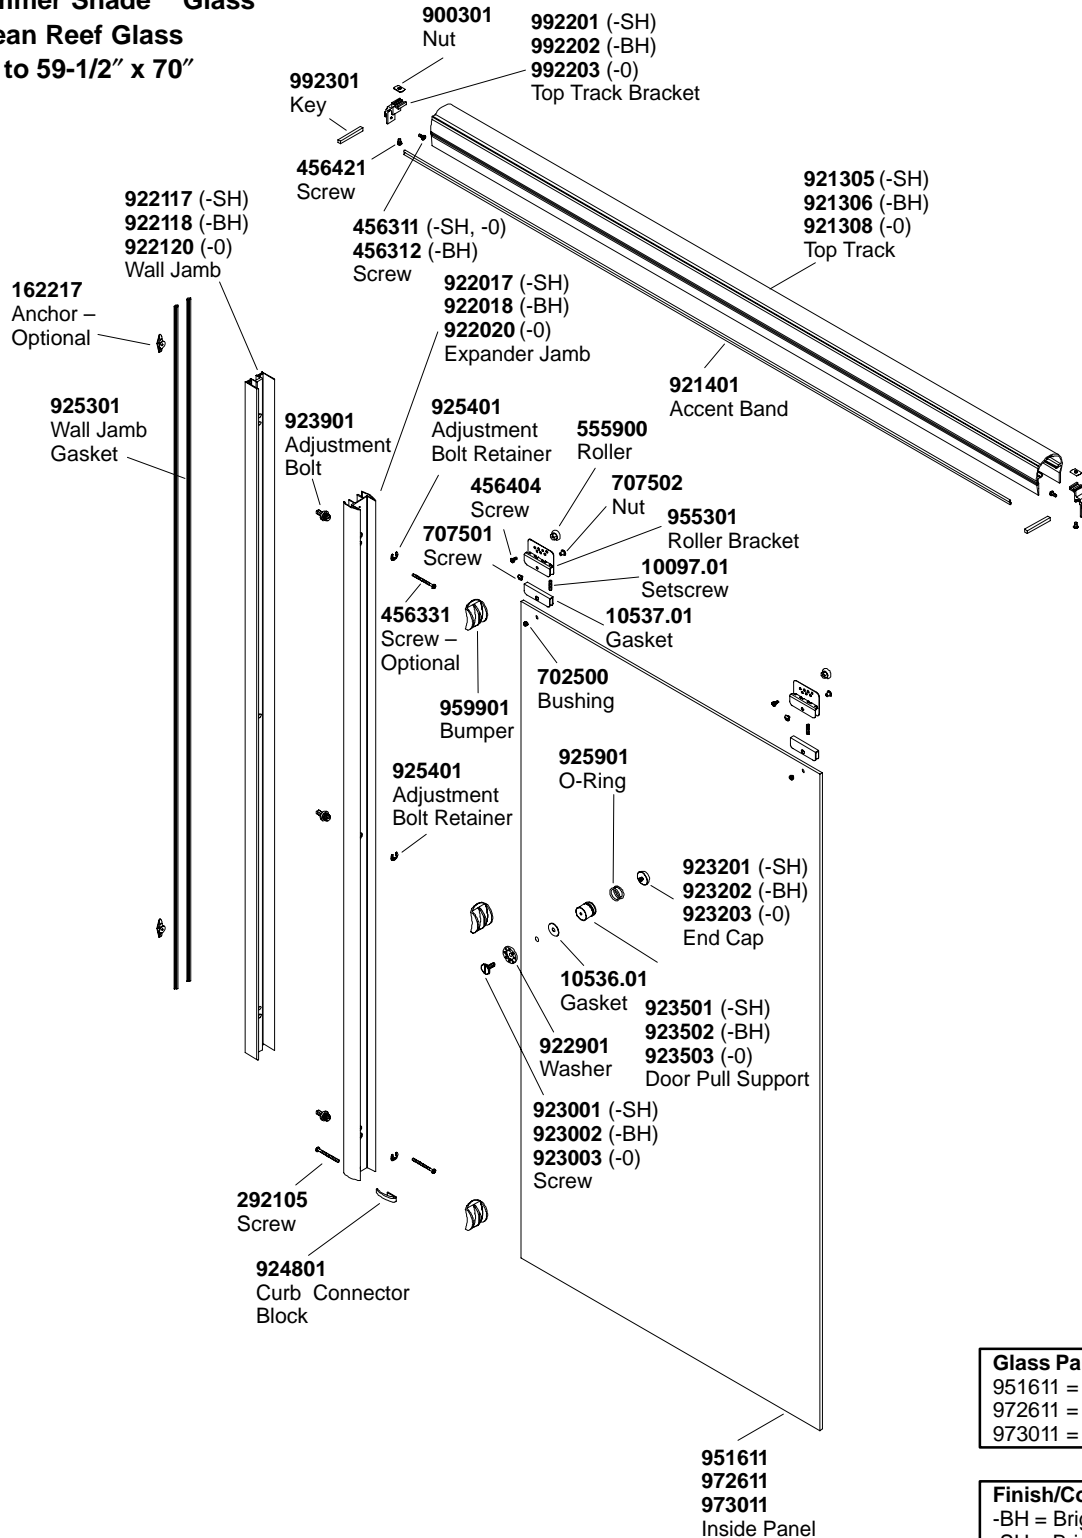 Shade Glass
Reef Glass
to 59-1/2″ x 70″
900301
Nut
992201 (-SH)
992202 (-BH)
992203 (-0)
Top Track Bracket
992301
Key
456421
Screw
456311 (-SH, -0)
456312 (-BH)
Screw
921305 (-SH)
921306 (-BH)
921308 (-0)
Top Track
922117 (-SH)
922118 (-BH)
922120 (-0)
Wall Jamb
922017 (-SH)
922018 (-BH)
922020 (-0)
Expander Jamb
162217
Anchor –
Optional
921401
Accent Band
925301
Wall Jamb
Gasket
923901
Adjustment
Bolt
925401
Adjustment
Bolt Retainer
555900
Roller
456404
Screw
707502
Nut
707501
Screw
955301
Roller Bracket
10097.01
Setscrew
456331
Screw –
Optional
10537.01
Gasket
702500
Bushing
959901
Bumper
925401
Adjustment
Bolt Retainer
925901
O-Ring
923201 (-SH)
923202 (-BH)
923203 (-0)
End Cap
10536.01
Gasket
923501 (-SH)
923502 (-BH)
923503 (-0)
Door Pull Support
922901
Washer
923001 (-SH)
923002 (-BH)
923003 (-0)
Screw
292105
Screw
924801
Curb Connector
Block
951611
972611
973011
Inside Panel
Glass
951611 =
972611 =
973011 =
-BH =